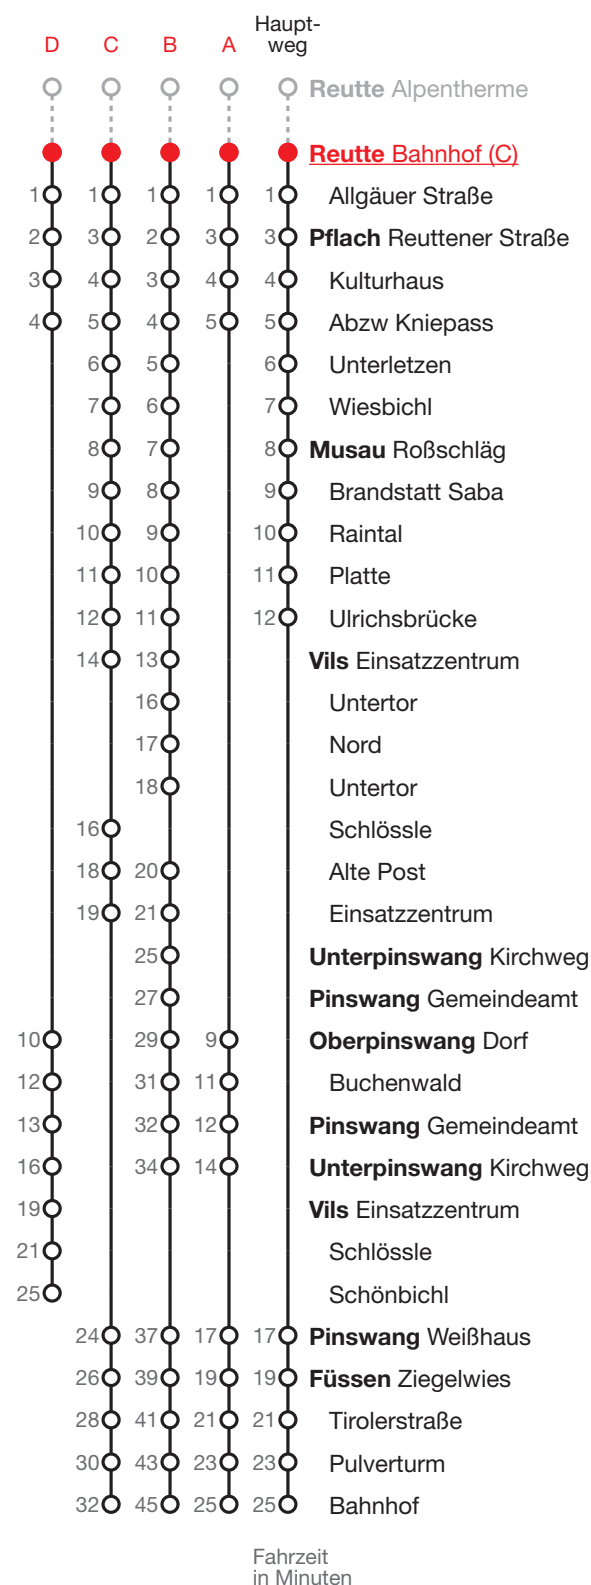 D C B A Haupt-
weg
Reutte Alpentherme
Reutte Bahnhof (C)
1 1 1 1 1 Allgäuer Straße
2 3 2 3 3 Pflach Reuttener Straße
3 4 3 4 4 Kulturhaus
4 5 4 5 5 Abzw Kniepass
6 5 6 Unterletzen
7 6 7 Wiesbichl
8 7 8 Musau Roßschläg
9 8 9 Brandstatt Saba
10 9 10 Raintal
11 10 11 Platte
12 11 12 Ulrichsbrücke
14 13 Vils Einsatzzentrum
16 Untertor
17 Nord
18 Untertor
16 Schlössle
18 20 Alte Post
19 21 Einsatzzentrum
25 Unterpinswang Kirchweg
27 Pinswang Gemeindeamt
10 29 9 Oberpinswang Dorf
12 31 11 Buchenwald
13 32 12 Pinswang Gemeindeamt
16 34 14 Unterpinswang Kirchweg
19 Vils Einsatzzentrum
21 Schlössle
25 Schönbichl
24 37 17 17 Pinswang Weißhaus
26 39 19 19 Füssen Ziegelwies
28 41 21 21 Tirolerstraße
30 43 23 23 Pulverturm
32 45 25 25 Bahnhof
Fahrzeit
in Minuten